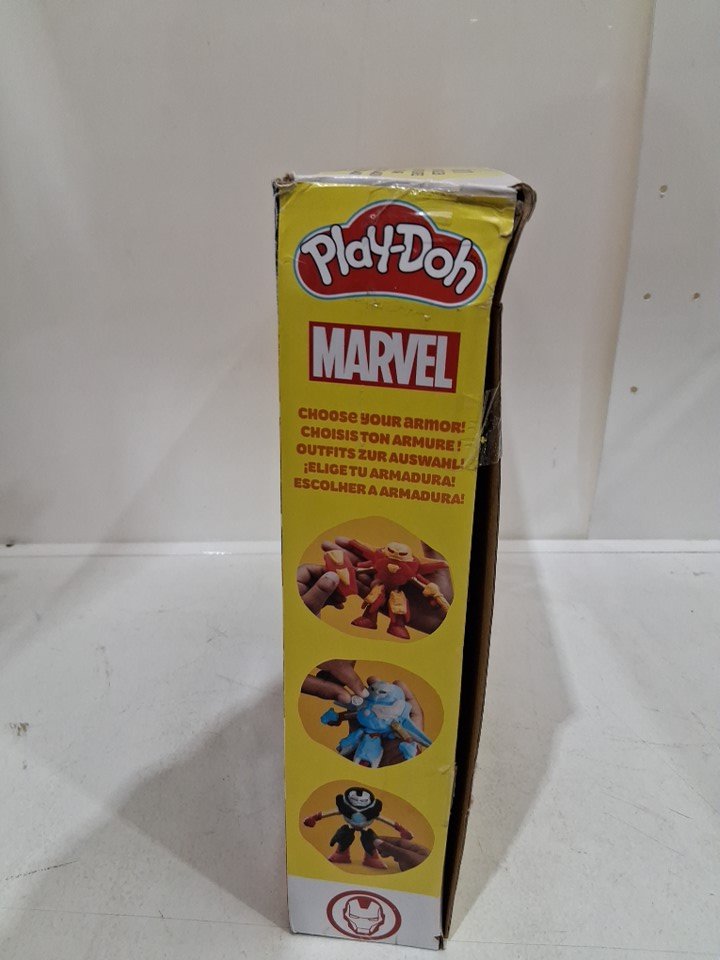 Play-Doh
MARVEL
CHOOSE YOUR ARMOR!
CHOISIS TON ARMURE !
OUTFITS ZUR AUSWAHL!
¡ELIGE TU ARMADURA!
ESCOLHER A ARMADURA!